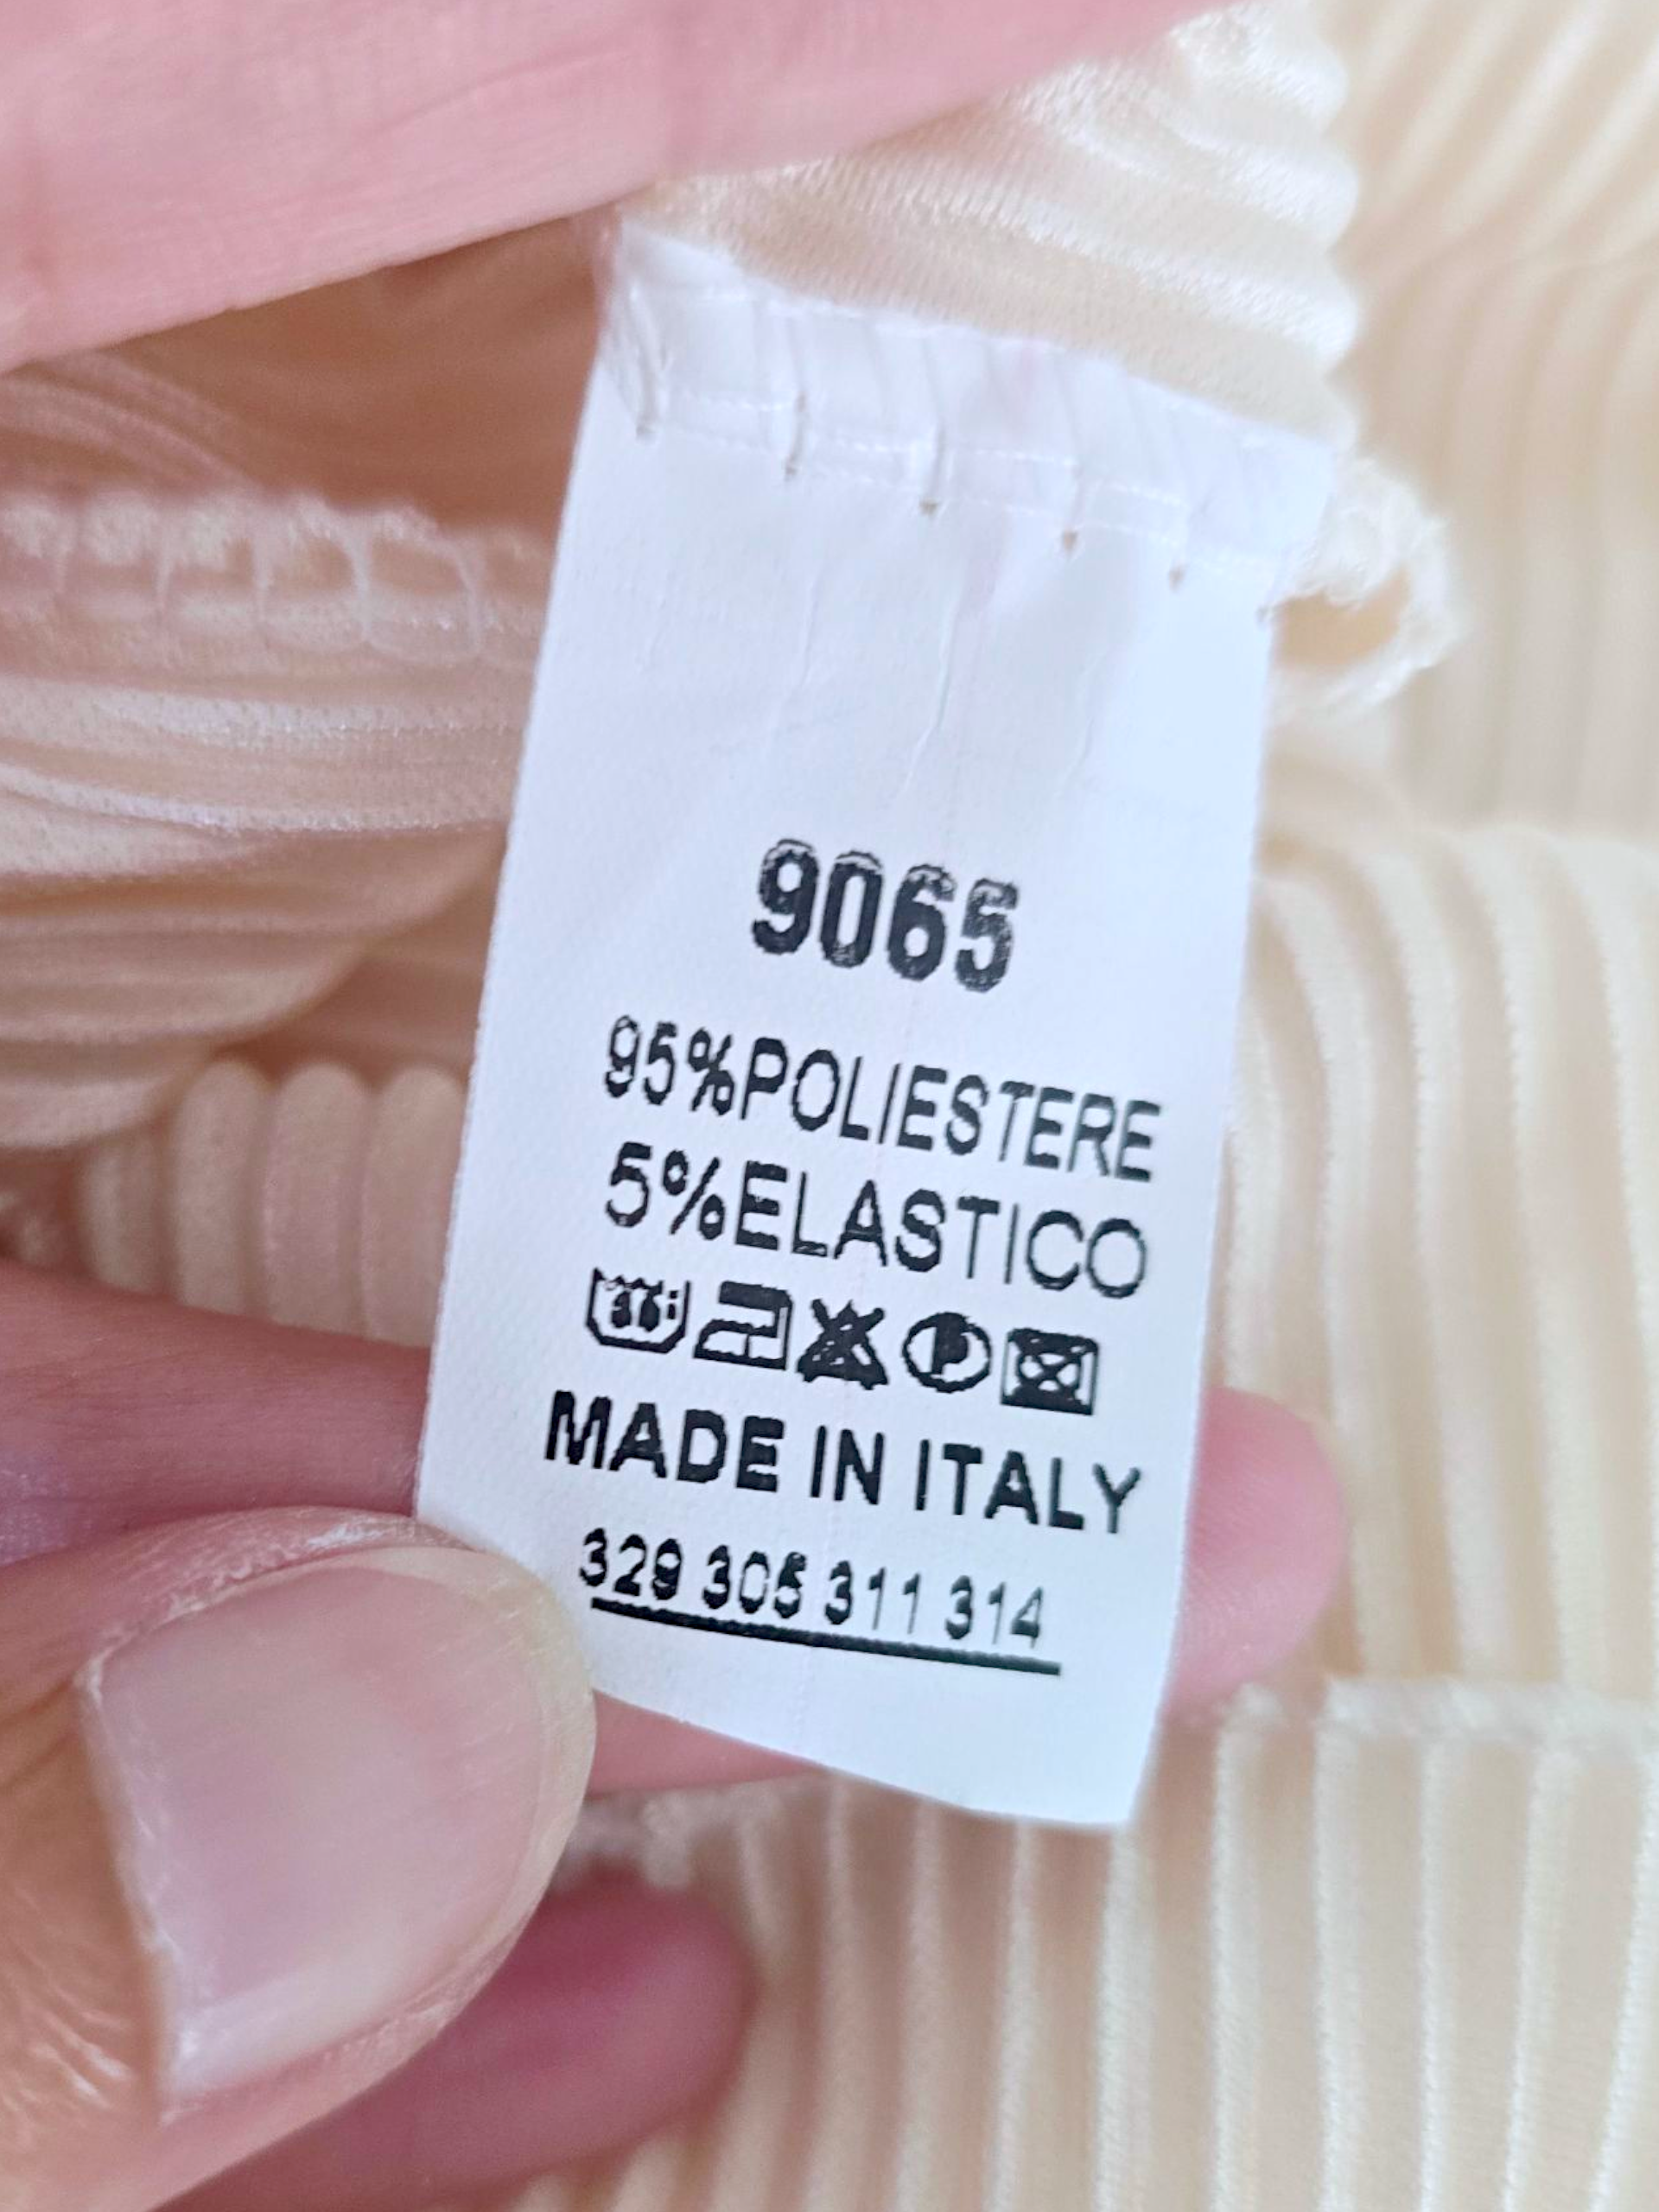 9065
95%POLIESTERE
5%ELASTICO
P
MADE IN ITALY
329 305 311 314